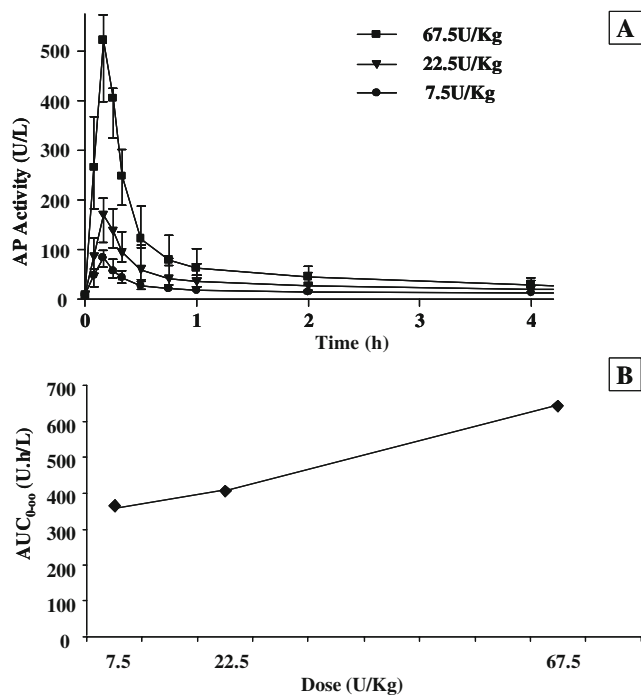 A
67.5U/Kg
22.5U/Kg
7.5U/Kg
AP Activity (U/L)
500
400
300
200
100
0
0 1 2 3 4
Time (h)
B
AUC0-oo (U.h/L)
700
600
500
400
300
200
100
0
7.5 22.5 67.5
Dose (U/Kg)